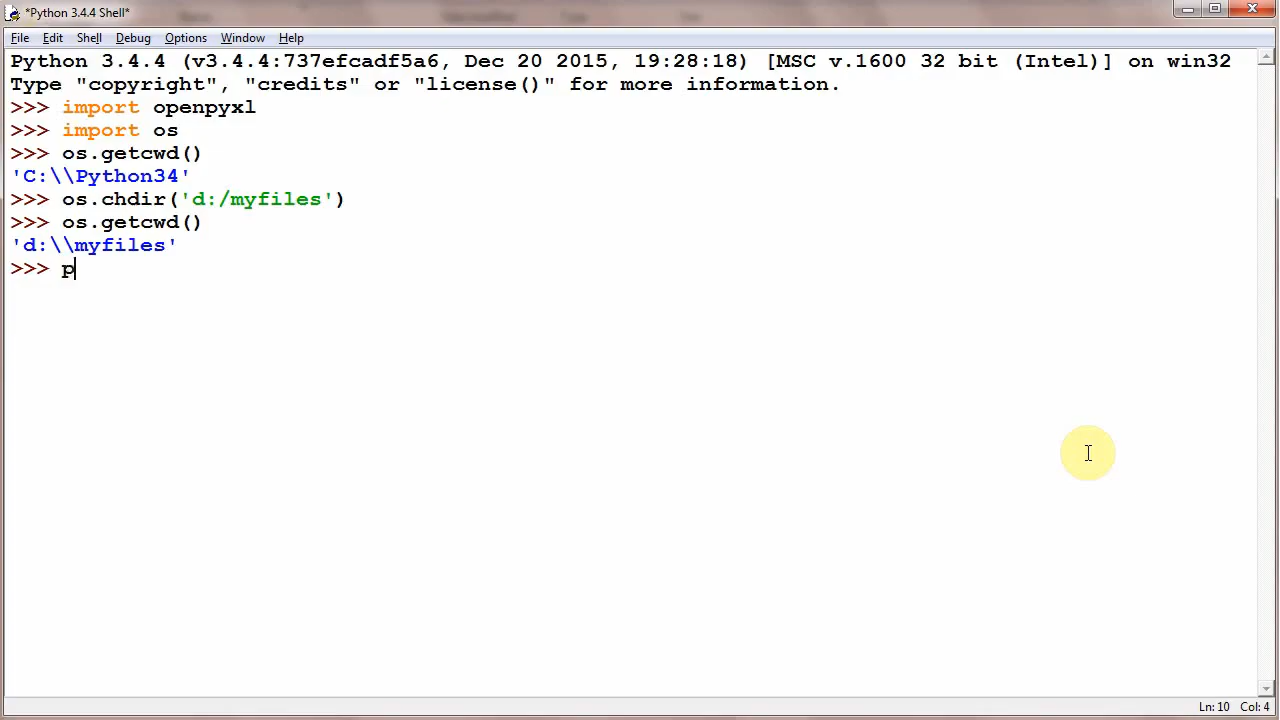 *Python 3.4.4 Shell*
File Edit Shell Debug Options Window Help
Python 3.4.4 (v3.4.4:737efcadf5a6, Dec 20 2015, 19:28:18) [MSC v.1600 32 bit (Intel)] on win32
Type "copyright", "credits" or "license()" for more information.
>>> import openpyxl
>>> import os
>>> os.getcwd()
'C:\\Python34'
>>> os.chdir('d:/myfiles')
>>> os.getcwd()
'd:\\myfiles'
>>> p
Ln: 10 Col: 4